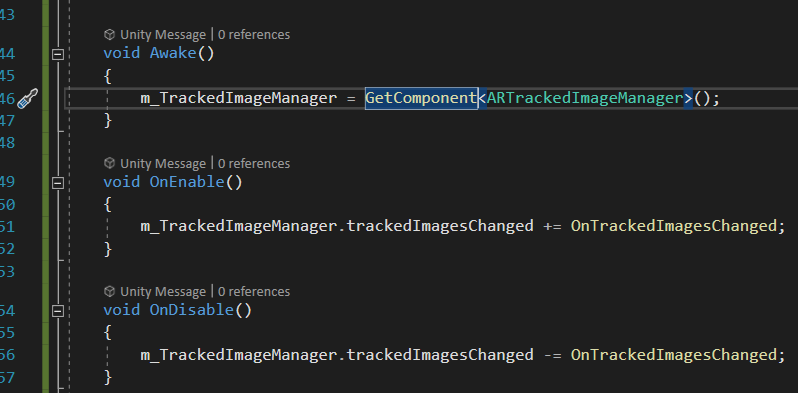 43
Unity Message | 0 references
44 void Awake()
45 {
46 m_TrackedImageManager = GetComponent<ARTrackedImageManager>();
47 }
48
Unity Message | 0 references
49 void OnEnable()
50 {
51 m_TrackedImageManager.trackedImagesChanged += OnTrackedImagesChanged;
52 }
53
Unity Message | 0 references
54 void OnDisable()
55 {
56 m_TrackedImageManager.trackedImagesChanged -= OnTrackedImagesChanged;
57 }